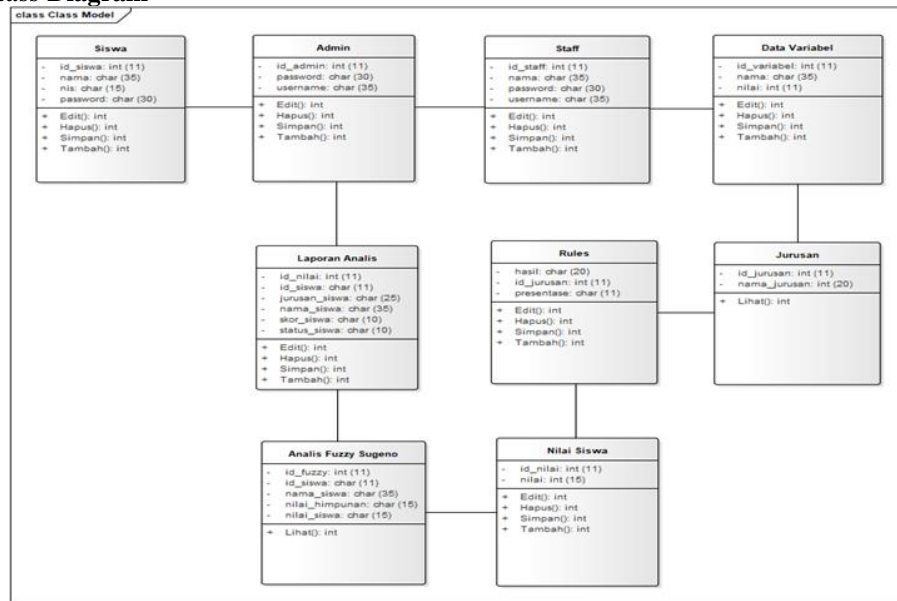 class Class Model
Siswa
- id_siswa: int (11)
- nama: char (35)
- nis: char (15)
- password: char (30)
+ Edit(): int
+ Hapus(): int
+ Simpan(): int
+ Tambah(): int
Admin
- id_admin: int (11)
- password: char (30)
- username: char (35)
+ Edit(): int
+ Hapus(): int
+ Simpan(): int
+ Tambah(): int
Staff
- id_staff: int (11)
- nama: char (35)
- password: char (30)
- username: char (35)
+ Edit(): int
+ Hapus(): int
+ Simpan(): int
+ Tambah(): int
Data Variabel
- id_variabel: int (11)
- nama: char (35)
- nilai: int (11)
+ Edit(): int
+ Hapus(): int
+ Simpan(): int
+ Tambah(): int
Laporan Analis
- id_nilai: int (11)
- id_siswa: int (11)
- jurusan_siswa: char (25)
- nama_siswa: char (35)
- skor_siswa: char (10)
- status_siswa: char (10)
+ Edit(): int
+ Hapus(): int
+ Simpan(): int
+ Tambah(): int
Rules
- hasil: char (20)
- id_jurusan: int (11)
- presentase: char (11)
+ Edit(): int
+ Hapus(): int
+ Simpan(): int
+ Tambah(): int
Jurusan
- id_jurusan: int (11)
- nama_jurusan: int (20)
+ Lihat(): int
Analis Fuzzy Sugeno
- id_fuzzy: int (11)
- id_siswa: char (11)
- nama_siswa: char (35)
- nilai_himpunan: char (15)
- nilai_siswa: char (15)
+ Lihat(): int
Nilai Siswa
- id_nilai: int (11)
- nilai: int (15)
+ Edit(): int
+ Hapus(): int
+ Simpan(): int
+ Tambah(): int